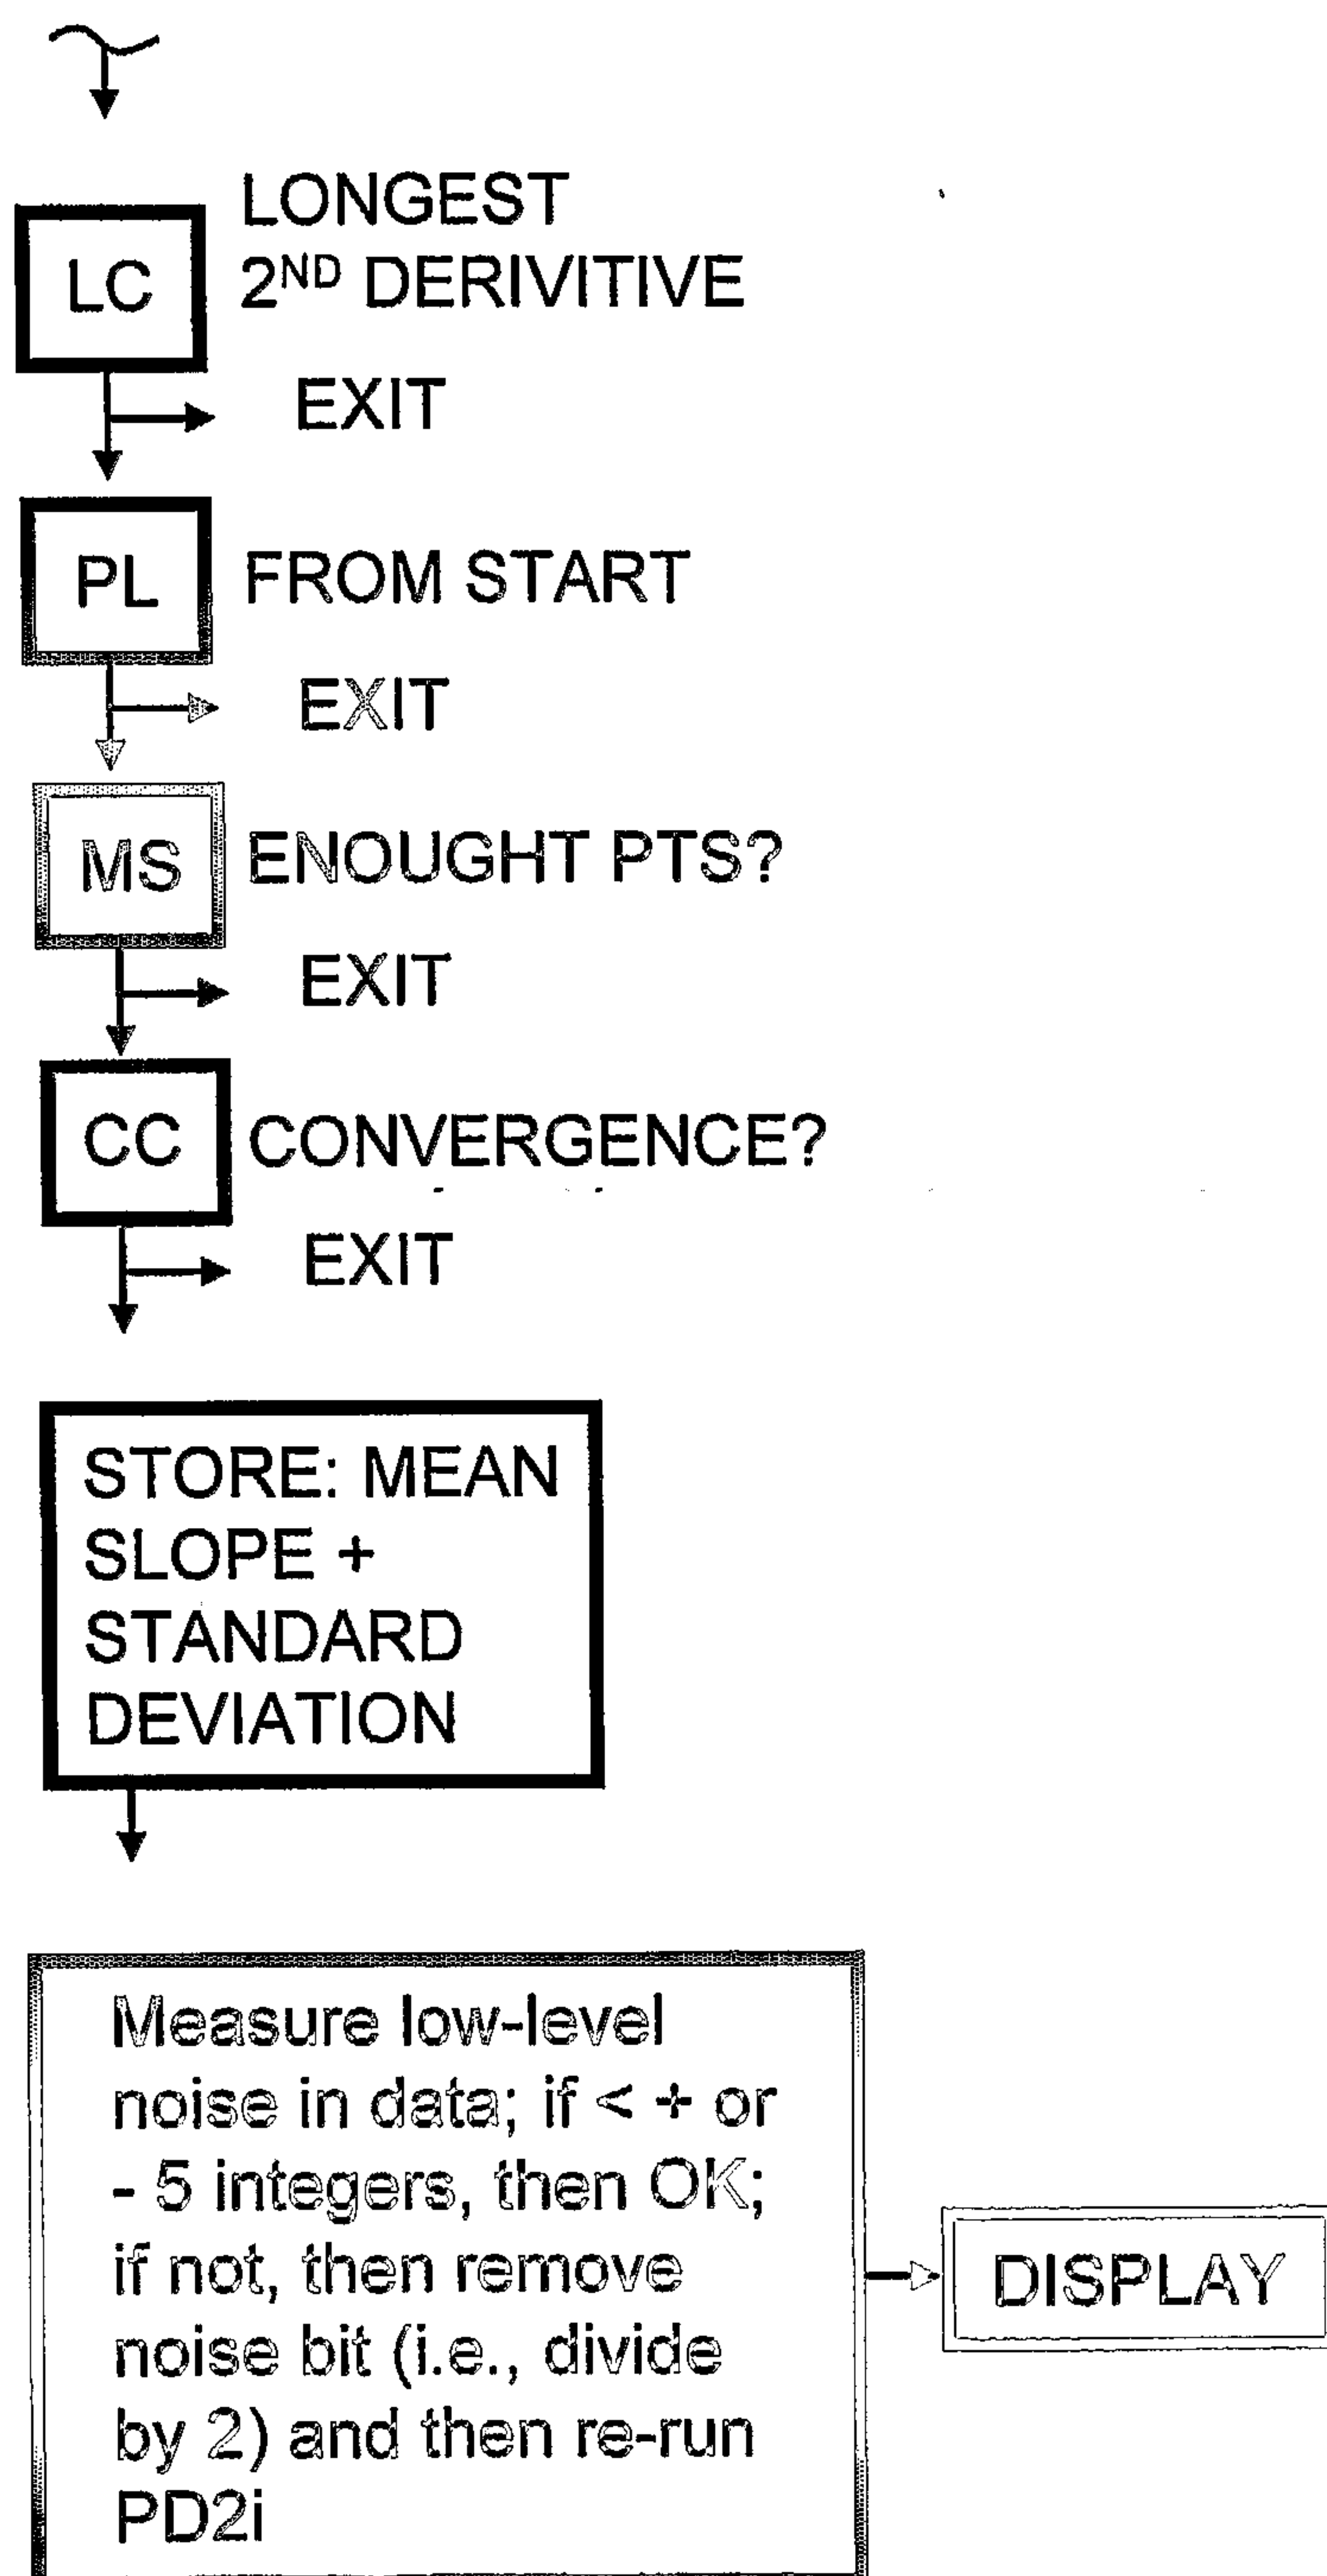 LONGEST
LC 2ND DERIVITIVE
EXIT
PL FROM START
EXIT
MS ENOUGHT PTS?
EXIT
CC CONVERGENCE?
EXIT
STORE: MEAN
SLOPE +
STANDARD
DEVIATION
Measure low-level
noise in data; if < + or
- 5 integers, then OK;
if not, then remove
noise bit (i.e., divide
by 2) and then re-run
PD2i
DISPLAY